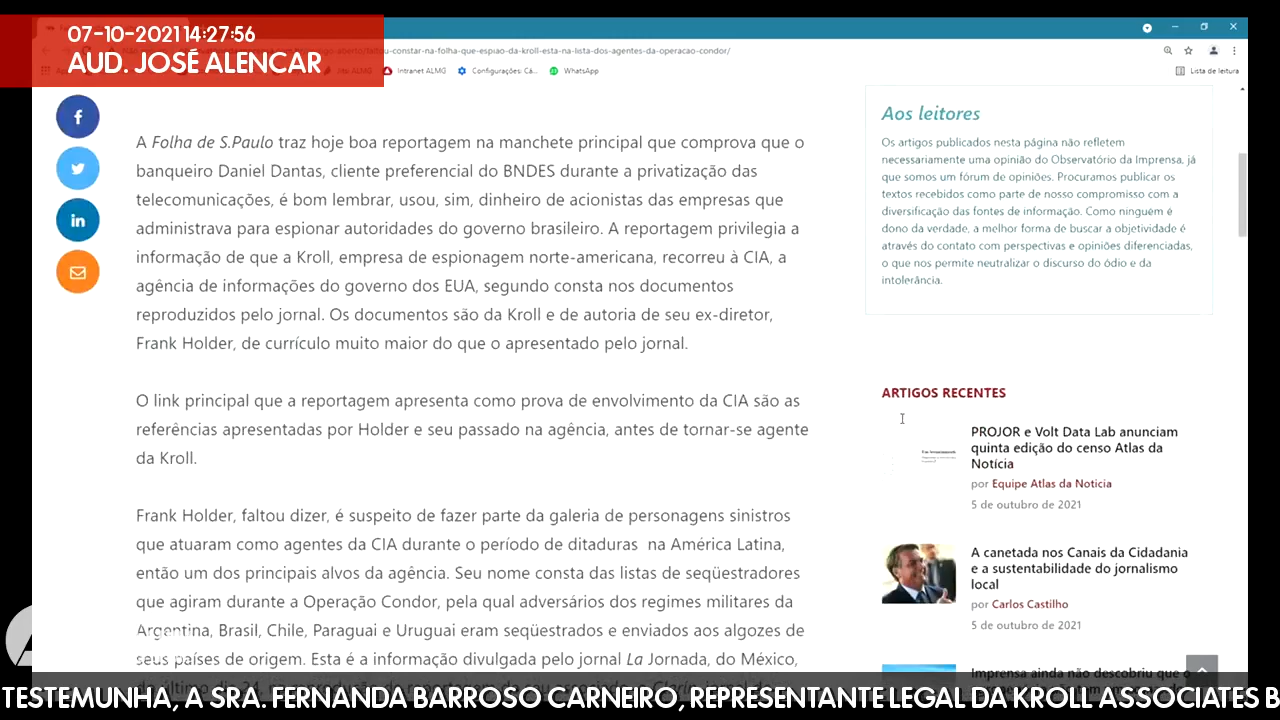 07-10-2021 14:27:56
AUD. JOSÉ ALENCAR
constar-na-folha-que-espiao-da-kroll-esta-na-lista-dos-agentes-da-operacao-condor/
Intranet ALMG
Configurações: Cá...
WhatsApp
Lista de leitura
A Folha de S.Paulo traz hoje boa reportagem na manchete principal que comprova que o
banqueiro Daniel Dantas, cliente preferencial do BNDES durante a privatização das
telecomunicações, é bom lembrar, usou, sim, dinheiro de acionistas das empresas que
administrava para espionar autoridades do governo brasileiro. A reportagem privilegia a
informação de que a Kroll, empresa de espionagem norte-americana, recorreu à CIA, a
agência de informações do governo dos EUA, segundo consta nos documentos
reproduzidos pelo jornal. Os documentos são da Kroll e de autoria de seu ex-diretor,
Frank Holder, de currículo muito maior do que o apresentado pelo jornal.
O link principal que a reportagem apresenta como prova de envolvimento da CIA são as
referências apresentadas por Holder e seu passado na agência, antes de tornar-se agente
da Kroll.
Frank Holder, faltou dizer, é suspeito de fazer parte da galeria de personagens sinistros
que atuaram como agentes da CIA durante o período de ditaduras na América Latina,
então um dos principais alvos da agência. Seu nome consta das listas de seqüestradores
que agiram durante a Operação Condor, pela qual adversários dos regimes militares da
Argentina, Brasil, Chile, Paraguai e Uruguai eram seqüestrados e enviados aos algozes de
seus países de origem. Esta é a informação divulgada pelo jornal La Jornada, do México,
Aos leitores
Os artigos publicados nesta página não refletem
necessariamente uma opinião do Observatório da Imprensa, já
que somos um fórum de opiniões. Procuramos publicar os
textos recebidos como parte de nosso compromisso com a
diversificação das fontes de informação. Como ninguém é
dono da verdade, a melhor forma de buscar a objetividade é
através do contato com perspectivas e opiniões diferenciadas,
o que nos permite neutralizar o discurso do ódio e da
intolerância.
ARTIGOS RECENTES
PROJOR e Volt Data Lab anunciam
quinta edição do censo Atlas da
Notícia
por Equipe Atlas da Noticia
5 de outubro de 2021
A canetada nos Canais da Cidadania
e a sustentabilidade do jornalismo
local
por Carlos Castilho
5 de outubro de 2021
Imprensa ainda não descobriu que o
TESTEMUNHA, A SRA. FERNANDA BARROSO CARNEIRO, REPRESENTANTE LEGAL DA KROLL ASSOCIATES B